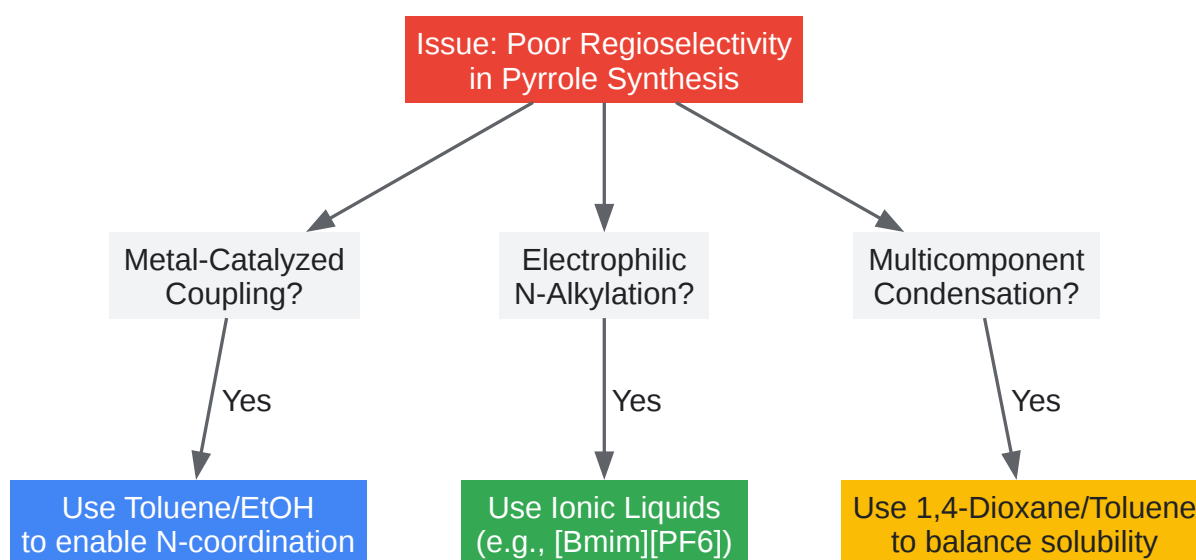 Issue: Poor Regioselectivity
in Pyrrole Synthesis
Metal-Catalyzed
Coupling?
Electrophilic
N-Alkylation?
Multicomponent
Condensation?
Yes
Yes
Yes
Use Toluene/EtOH
to enable N-coordination
Use Ionic Liquids
(e.g., [Bmim][PF6])
Use 1,4-Dioxane/Toluene
to balance solubility